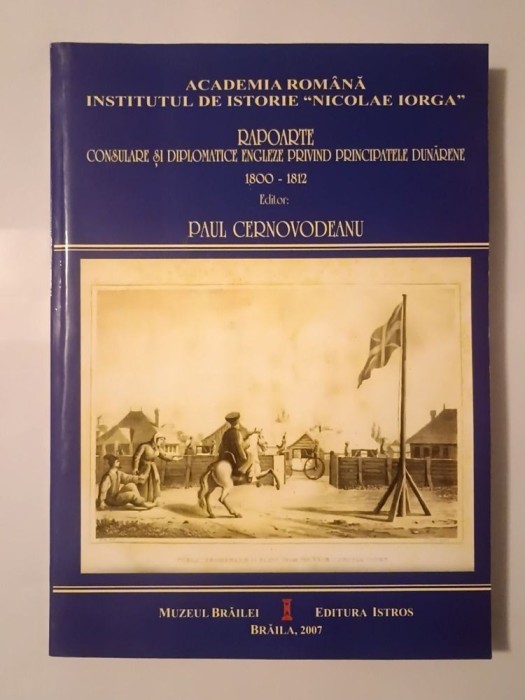 ACADEMIA ROMÂNĂ
INSTITUTUL DE ISTORIE “NICOLAE IORGA”
RAPOARTE
CONSULARE ȘI DIPLOMATICE ENGLEZE PRIVIND PRINCIPATELE DUNĂRENE
1800 - 1812
Editor:
PAUL CERNOVODEANU
MUZEUL BRĂILEI EDITURA ISTROS
BRĂILA, 2007